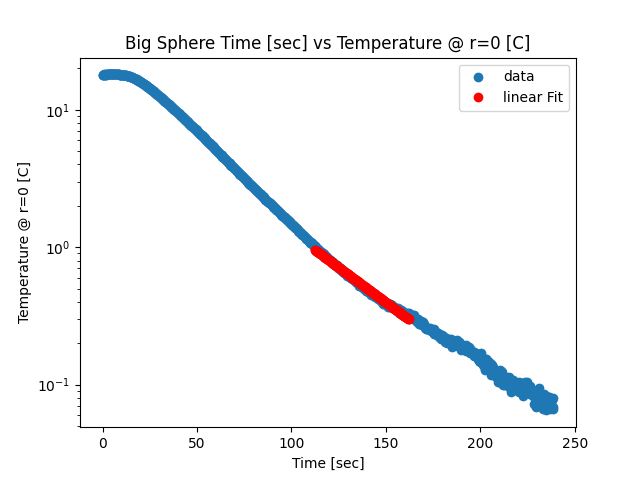 Big Sphere Time [sec] vs Temperature @ r=0 [C]
data
linear Fit
Temperature @ r=0 [C]
10¹
10⁰
10⁻¹
0
50
100
150
200
250
Time [sec]